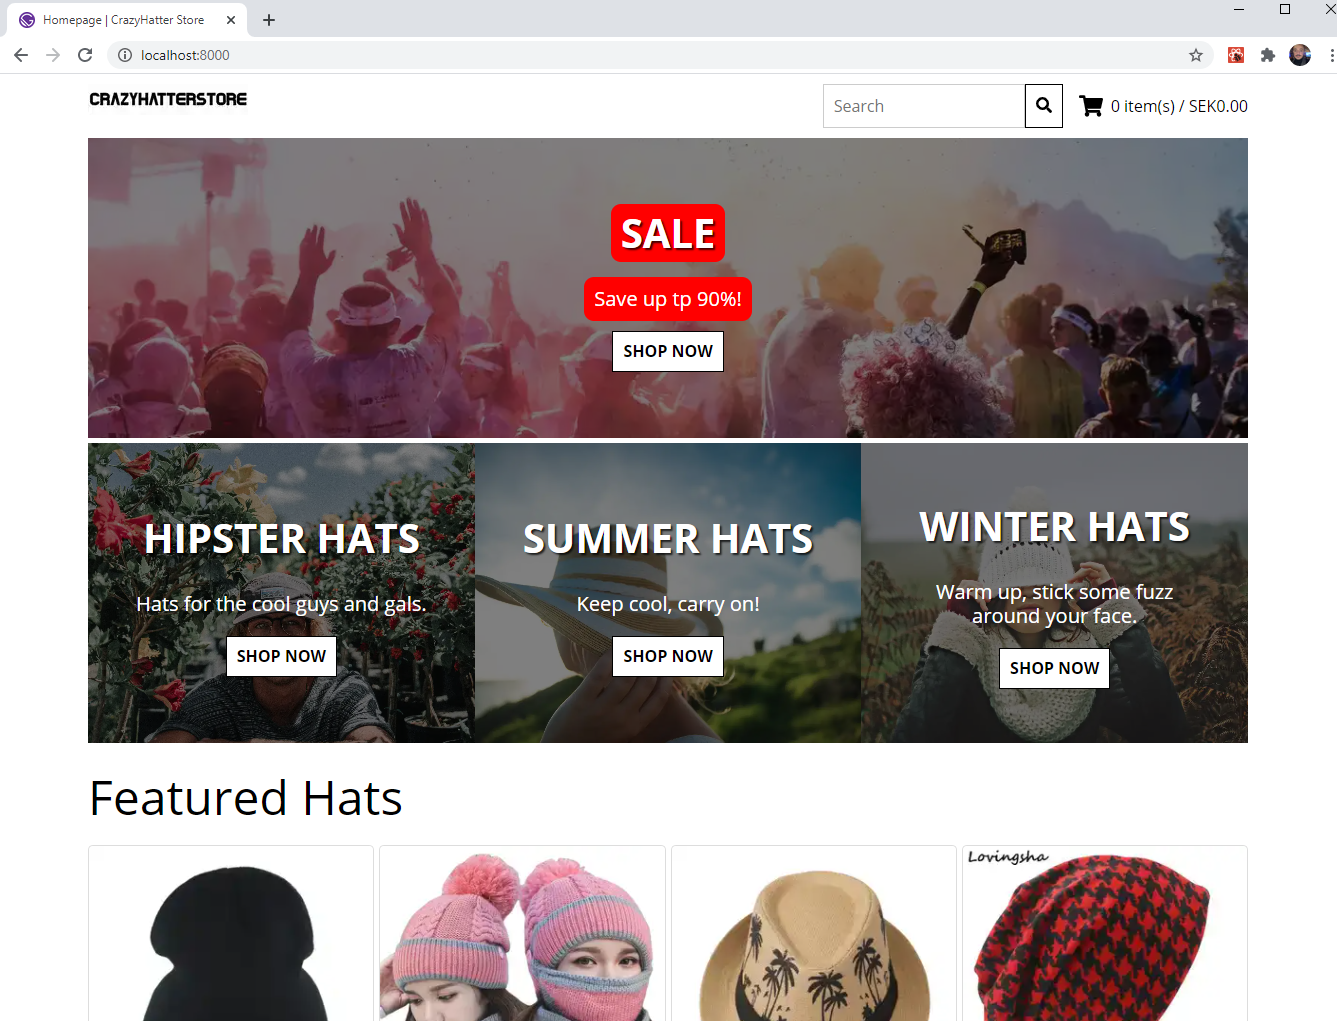 Homepage | CrazyHatter Store
localhost:8000
CRAZYHATTERSTORE
Search
0 item(s) / SEK0.00
SALE
Save up tp 90%!
SHOP NOW
HIPSTER HATS
Hats for the cool guys and gals.
SHOP NOW
SUMMER HATS
Keep cool, carry on!
SHOP NOW
WINTER HATS
Warm up, stick some fuzz
around your face.
SHOP NOW
Featured Hats
Lovingsha